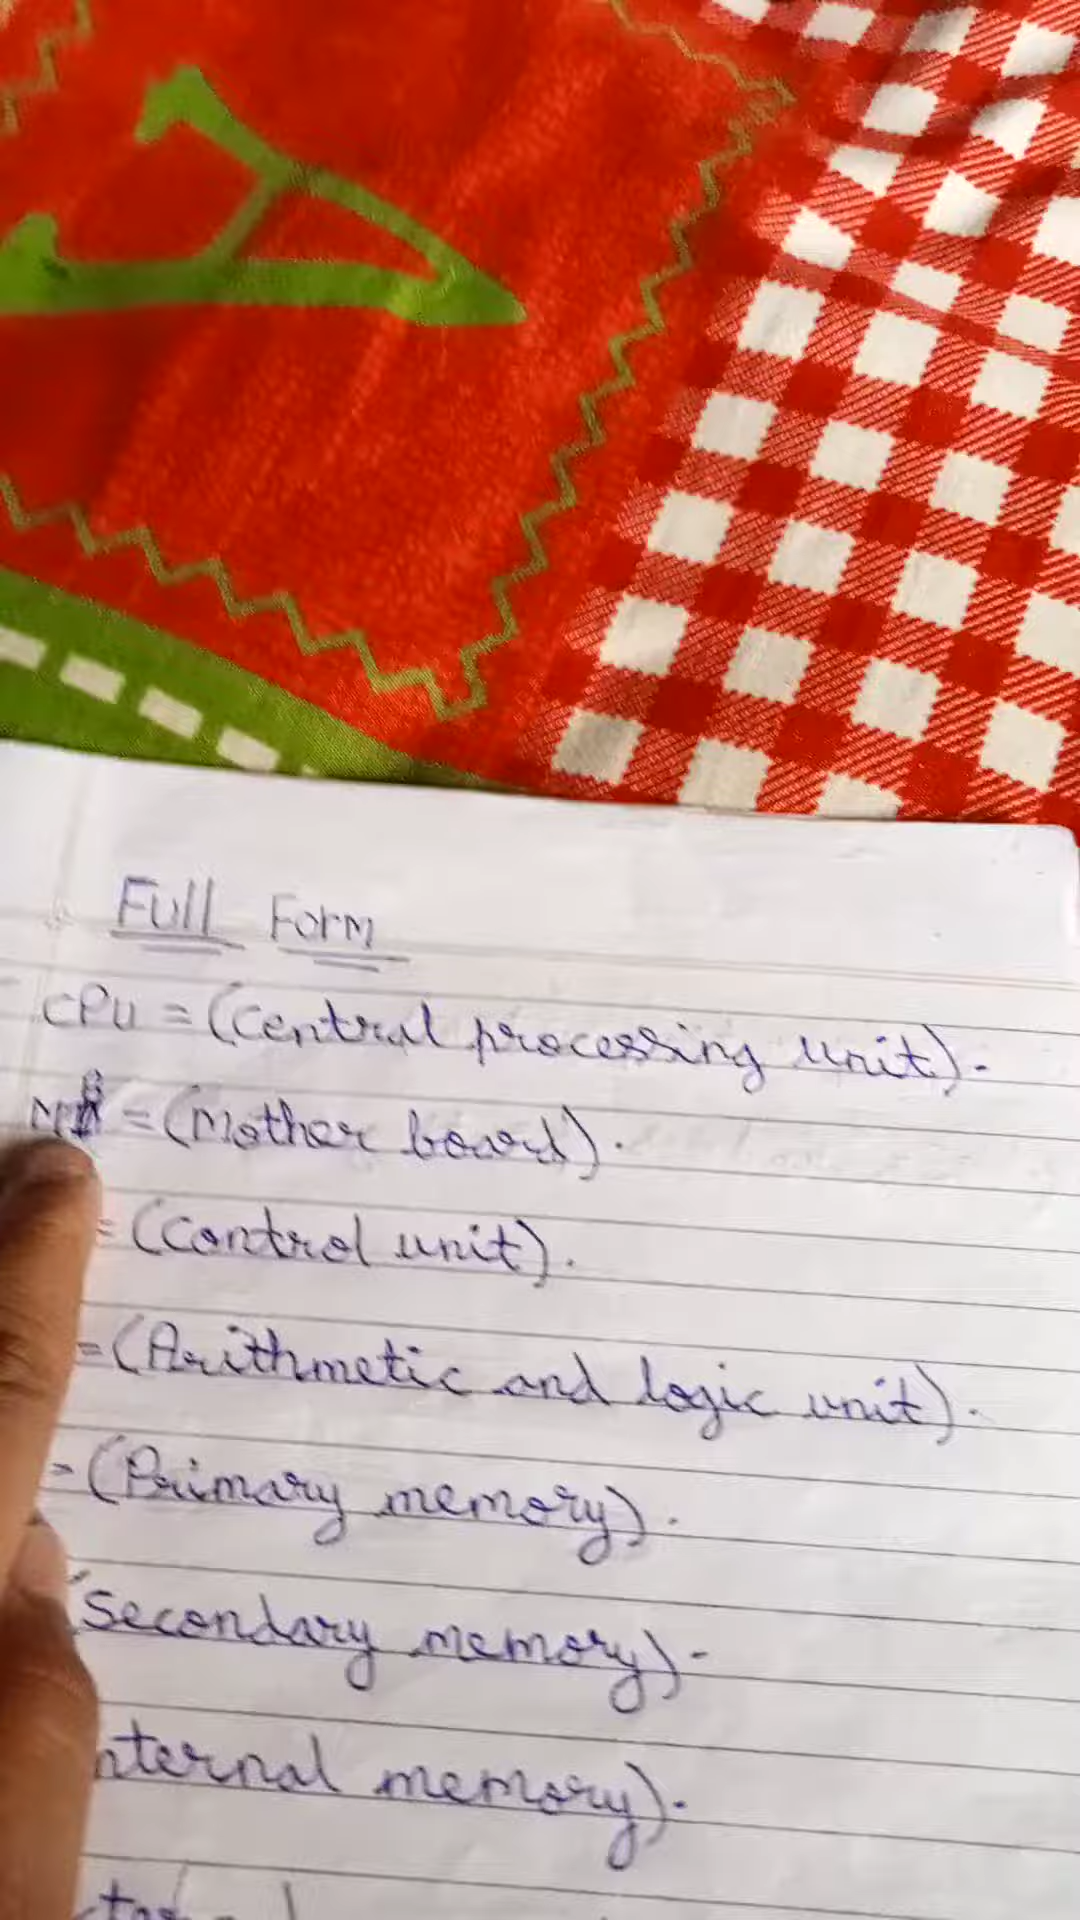 Full Form
CPU = (Central processing unit).
= (Mother board).
= (Control unit).
= (Arithmetic and logic unit).
= (Primary memory).
(Secondary memory).
nternal memory).